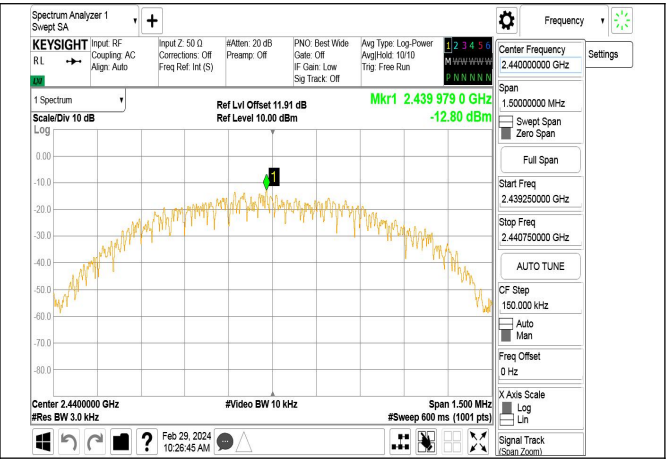 Spectrum Analyzer 1
Swept SA
Frequency
KEYSIGHT
RL
Input: RF
Coupling: AC
Align: Auto
Input Z: 50 Ω
Corrections: Off
Freq Ref: Int (S)
#Atten: 20 dB
Preamp: Off
PNO: Best Wide
Gate: Off
IF Gain: Low
Sig Track: Off
Avg Type: Log-Power
Avg|Hold: 10/10
Trig: Free Run
1 2 3 4 5 6
M W W W W W
P N N N N N
1 Spectrum
Scale/Div 10 dB
Ref Lvl Offset 11.91 dB
Ref Level 10.00 dBm
Mkr1 2.439 979 0 GHz
-12.80 dBm
Log
0.00
-10.0
-20.0
-30.0
-40.0
-50.0
-60.0
-70.0
-80.0
1
Center 2.4400000 GHz
#Res BW 3.0 kHz
#Video BW 10 kHz
Span 1.500 MHz
#Sweep 600 ms (1001 pts)
Feb 29, 2024
10:26:45 AM
Center Frequency
2.440000000 GHz
Settings
Span
1.50000000 MHz
Swept Span
Zero Span
Full Span
Start Freq
2.439250000 GHz
Stop Freq
2.440750000 GHz
AUTO TUNE
CF Step
150.000 kHz
Auto
Man
Freq Offset
0 Hz
X Axis Scale
Log
Lin
Signal Track
(Span Zoom)